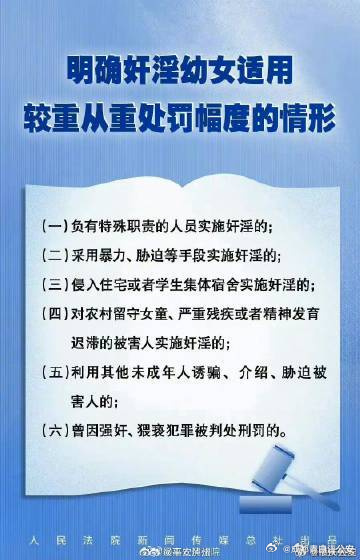 明确奸淫幼女适用
较重从重处罚幅度的情形
(一)负有特殊职责的人员实施奸淫的;
(二)采用暴力、胁迫等手段实施奸淫的;
(三)侵入住宅或者学生集体宿舍实施奸淫的;
(四)对农村留守女童、严重残疾或者精神发育
迟滞的被害人实施奸淫的;
(五)利用其他未成年人诱骗、介绍、胁迫被
害人的;
(六)曾因强奸、猥亵犯罪被判处刑罚的。
人民法院新闻传媒总社出品